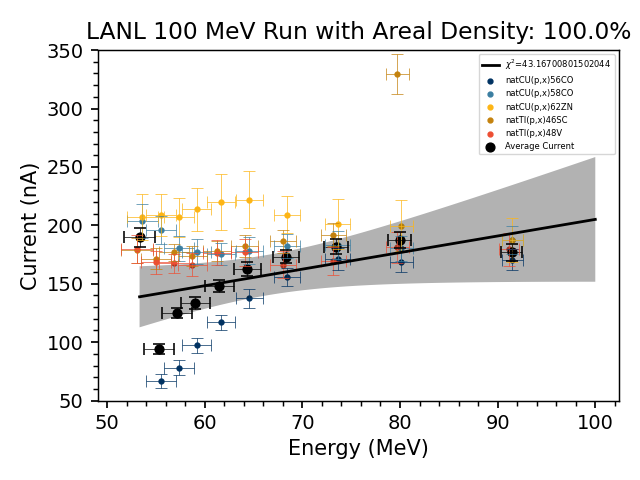 LANL 100 MeV Run with Areal Density: 100.0%
350
300
250
200
150
100
50
Current (nA)
χ²=43.16700801502044
natCU(p,x)56CO
natCU(p,x)58CO
natCU(p,x)62ZN
natTI(p,x)46SC
natTI(p,x)48V
Average Current
50 60 70 80 90 100
Energy (MeV)